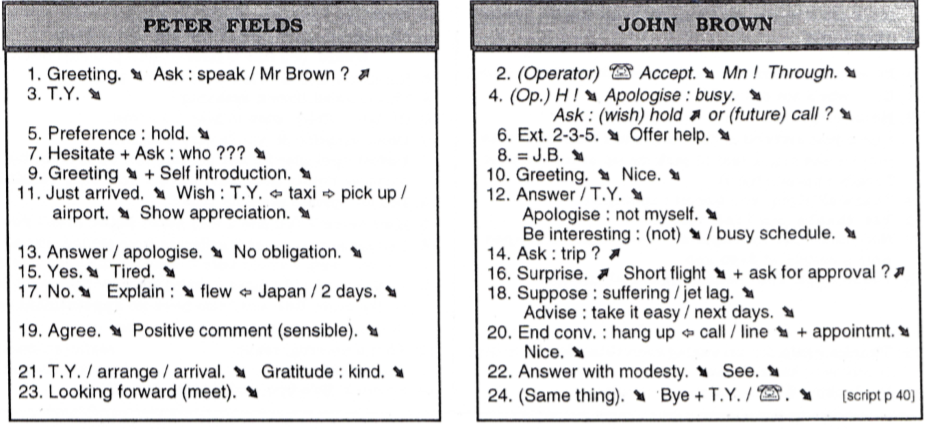 PETER FIELDS
1. Greeting. ⬊ Ask : speak / Mr Brown ? ⬈
3. T.Y. ⬊
5. Preference : hold. ⬊
7. Hesitate + Ask : who ??? ⬊
9. Greeting ⬊ + Self introduction. ⬊
11. Just arrived. ⬊ Wish : T.Y. ⇦ taxi ⇨ pick up /
airport. ⬊ Show appreciation. ⬊
13. Answer / apologise. ⬊ No obligation. ⬊
15. Yes. ⬊ Tired. ⬊
17. No. ⬊ Explain : ⬊ flew ⇦ Japan / 2 days. ⬊
19. Agree. ⬊ Positive comment (sensible). ⬊
21. T.Y. / arrange / arrival. ⬊ Gratitude : kind. ⬊
23. Looking forward (meet). ⬊
JOHN BROWN
2. (Operator) ☎ Accept. ⬊ Mn ! Through. ⬊
4. (Op.) H ! ⬊ Apologise : busy. ⬊
Ask : (wish) hold ⬈ or (future) call ? ⬊
6. Ext. 2-3-5. ⬊ Offer help. ⬊
8. = J.B. ⬊
10. Greeting. ⬊ Nice. ⬊
12. Answer / T.Y. ⬊
Apologise : not myself. ⬊
Be interesting : (not) ⬊ / busy schedule. ⬊
14. Ask : trip ? ⬈
16. Surprise. ⬈ Short flight ⬊ + ask for approval ? ⬈
18. Suppose : suffering / jet lag. ⬊
Advise : take it easy / next days. ⬊
20. End conv. : hang up ⇦ call / line ⬊ + appointmt. ⬊
Nice. ⬊
22. Answer with modesty. ⬊ See. ⬊
24. (Same thing). ⬊ Bye + T.Y. / ☎ . ⬊ [script p 40]